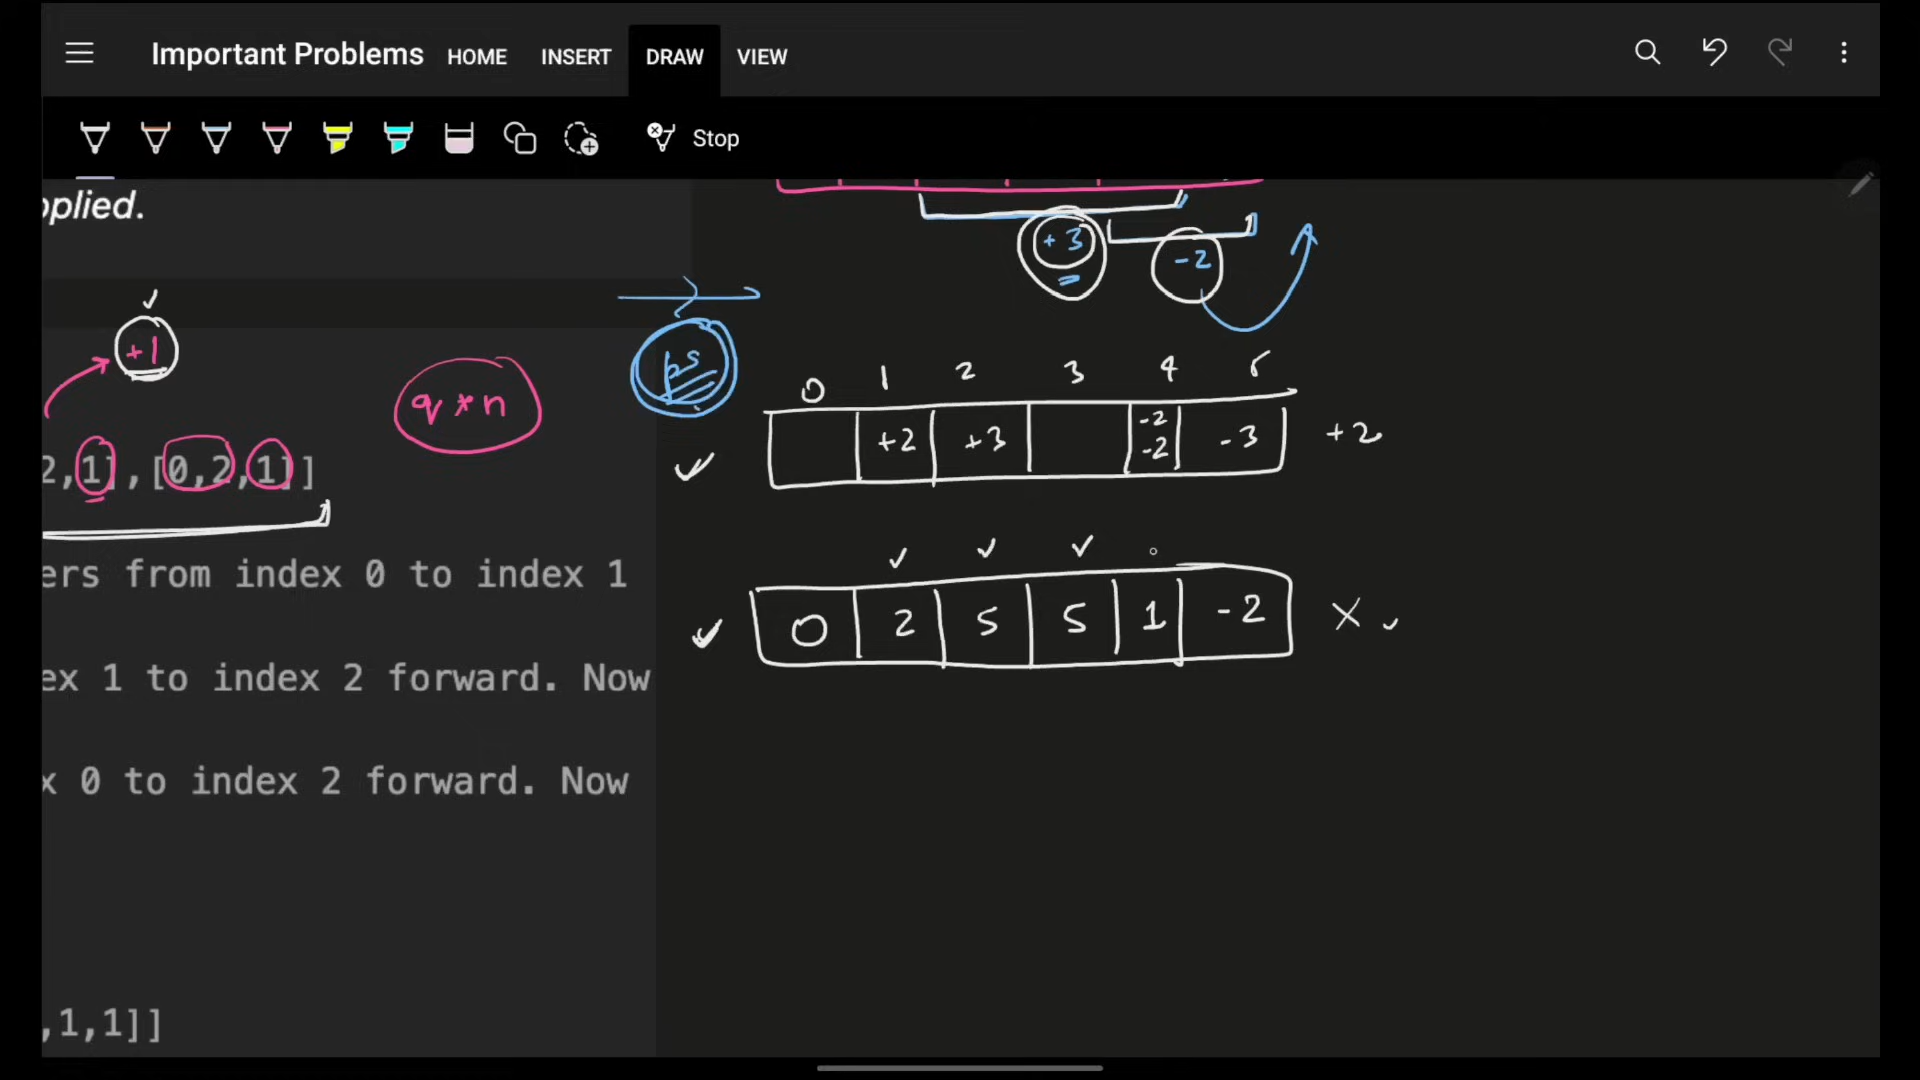 Important Problems HOME INSERT DRAW VIEW
Stop
pplied.
+3
-2
+1
ps
q * n
0 1 2 3 4 5
+2 +3 -2 -2 -3 +2
2,1],[0,2,1]]
ers from index 0 to index 1
0 2 5 5 1 -2 X
ex 1 to index 2 forward. Now
x 0 to index 2 forward. Now
,1,1]]